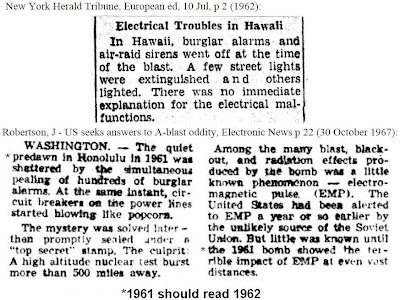 New York Herald Tribune, European ed, 10 Jul, p 2 (1962):
Electrical Troubles in Hawaii
In Hawaii, burglar alarms and
air-raid sirens went off at the
time of the blast. A few street lights
were extinguished and others
lighted. There was no immediate
explanation for the electrical mal-
functions.
Robertson, J - US seeks answers to A-blast oddity, Electronic News p 22 (30 October 1967):
WASHINGTON. — The quiet
*predawn in Honolulu in 1961 was
shattered by the simultaneous
pealing of hundreds of burglar
alarms. At the same instant, cir-
cuit breakers on the power lines
started blowing like popcorn.
The mystery was solved later —
then promptly sealed under a
"top secret" stamp. The culprit:
A high altitude nuclear test burst
more than 500 miles away.
Among the many blast, black-
out, and radiation effects pro-
duced by the bomb was a little
known phenomenon — electro-
magnetic pulse (EMP). The
United States had been alerted
to EMP a year or so earlier by
the unlikely source of the Soviet
Union. But little was known until
*the 1961 bomb showed the ter-
rible impact of EMP at even vast
distances.
*1961 should read 1962